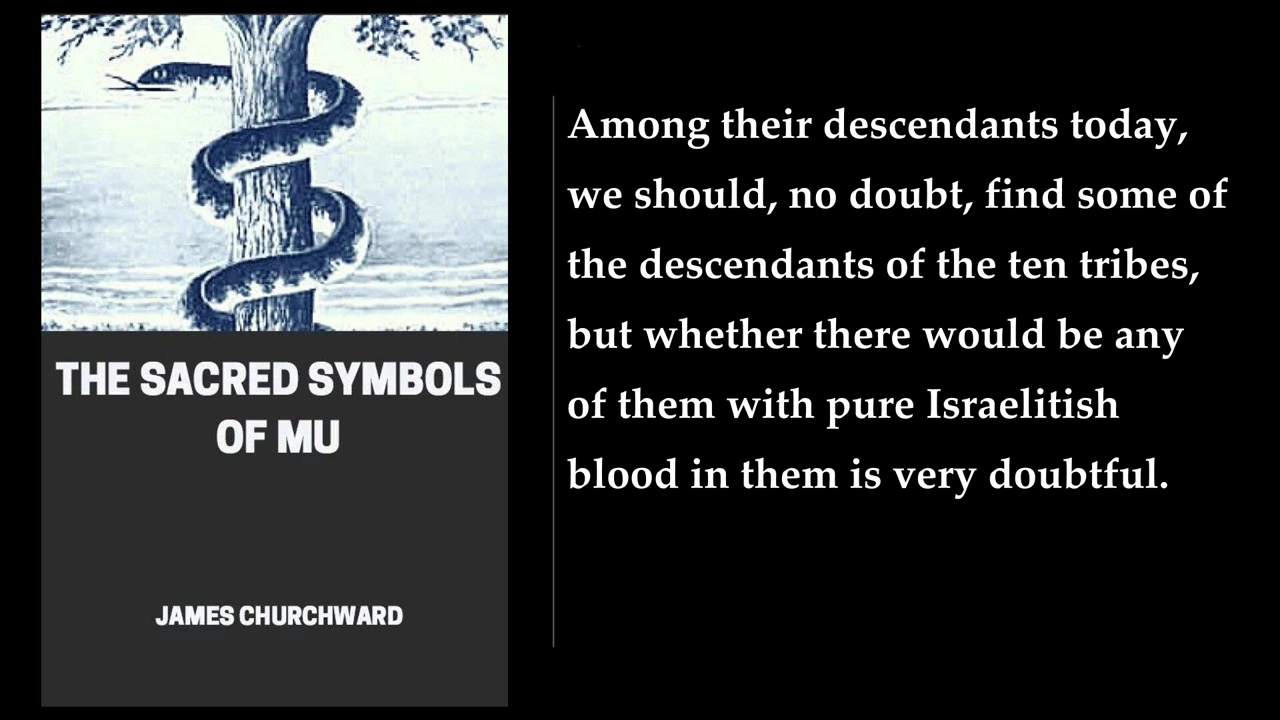 THE SACRED SYMBOLS
OF MU
JAMES CHURCHWARD
Among their descendants today,
we should, no doubt, find some of
the descendants of the ten tribes,
but whether there would be any
of them with pure Israelitish
blood in them is very doubtful.